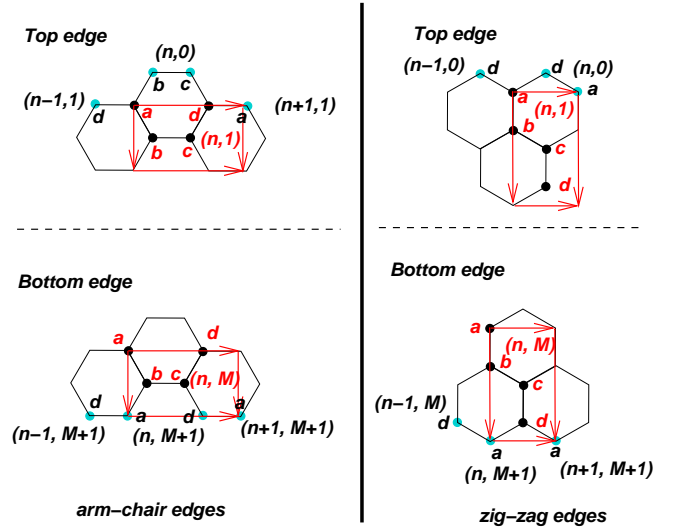 Top edge
(n,0)
b c
(n−1,1)
d
a
d
a
(n+1,1)
(n,1)
b
c
Bottom edge
a
d
b
c
(n, M)
d
a
d
a
(n−1, M+1)
(n, M+1)
(n+1, M+1)
arm−chair edges
Top edge
(n−1,0)
d
d
(n,0)
a
a
(n,1)
b
c
d
Bottom edge
a
(n, M)
b
c
(n−1, M)
d
d
a
a
(n, M+1)
(n+1, M+1)
zig−zag edges